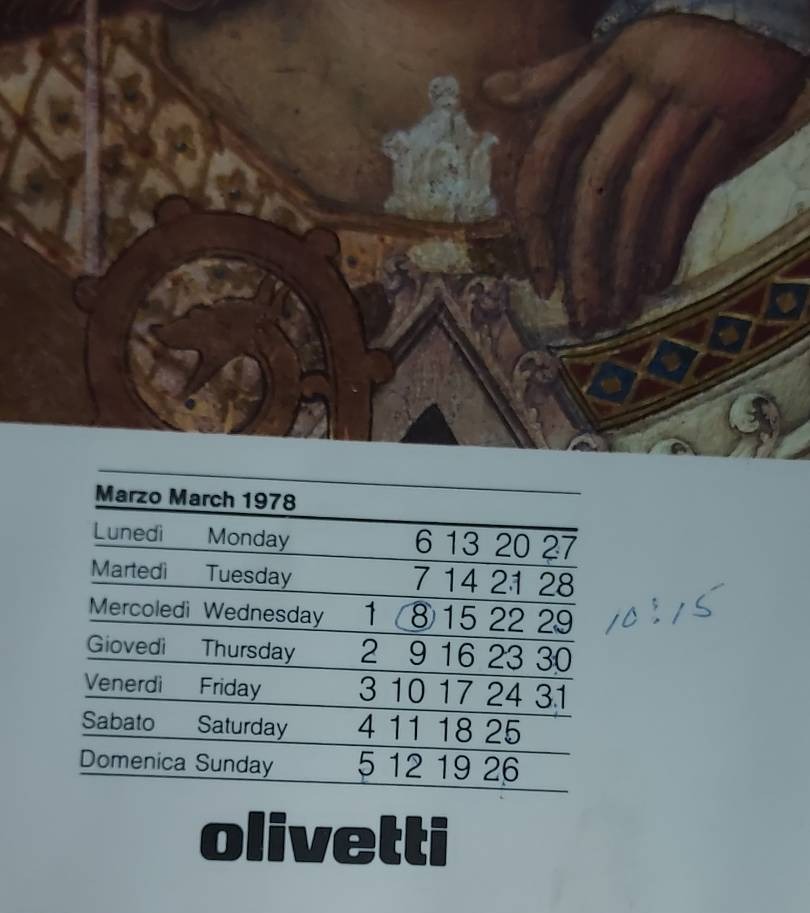 Marzo March 1978
Lunedì Monday 6 13 20 27
Martedì Tuesday 7 14 21 28
Mercoledì Wednesday 1 8 15 22 29 10:15
Giovedì Thursday 2 9 16 23 30
Venerdì Friday 3 10 17 24 31
Sabato Saturday 4 11 18 25
Domenica Sunday 5 12 19 26
olivetti